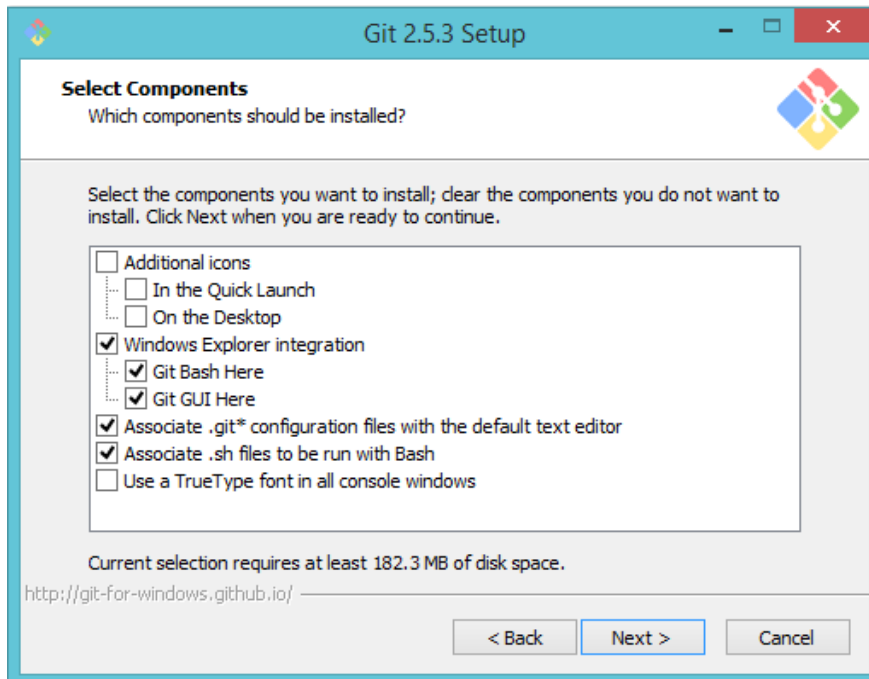 Git 2.5.3 Setup
Select Components
Which components should be installed?
Select the components you want to install; clear the components you do not want to
install. Click Next when you are ready to continue.
Additional icons
In the Quick Launch
On the Desktop
Windows Explorer integration
Git Bash Here
Git GUI Here
Associate .git* configuration files with the default text editor
Associate .sh files to be run with Bash
Use a TrueType font in all console windows
Current selection requires at least 182.3 MB of disk space.
http://git-for-windows.github.io/
< Back Next > Cancel